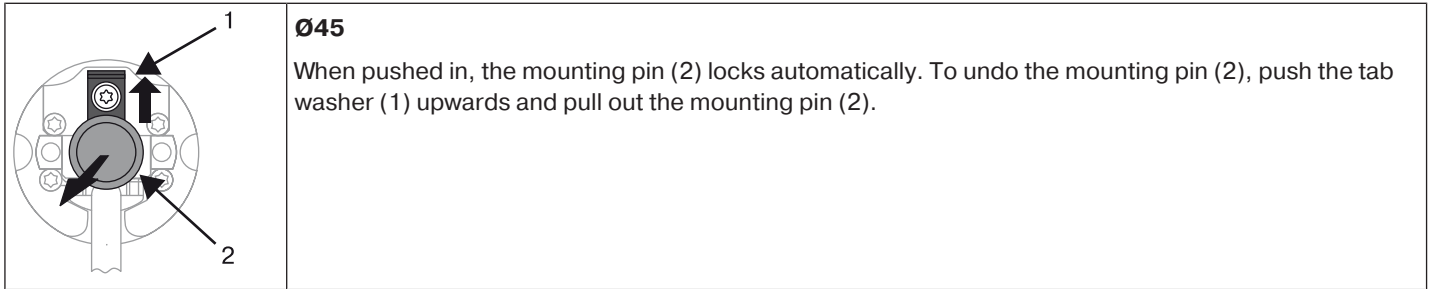 1
2
Ø45
When pushed in, the mounting pin (2) locks automatically. To undo the mounting pin (2), push the tab
washer (1) upwards and pull out the mounting pin (2).